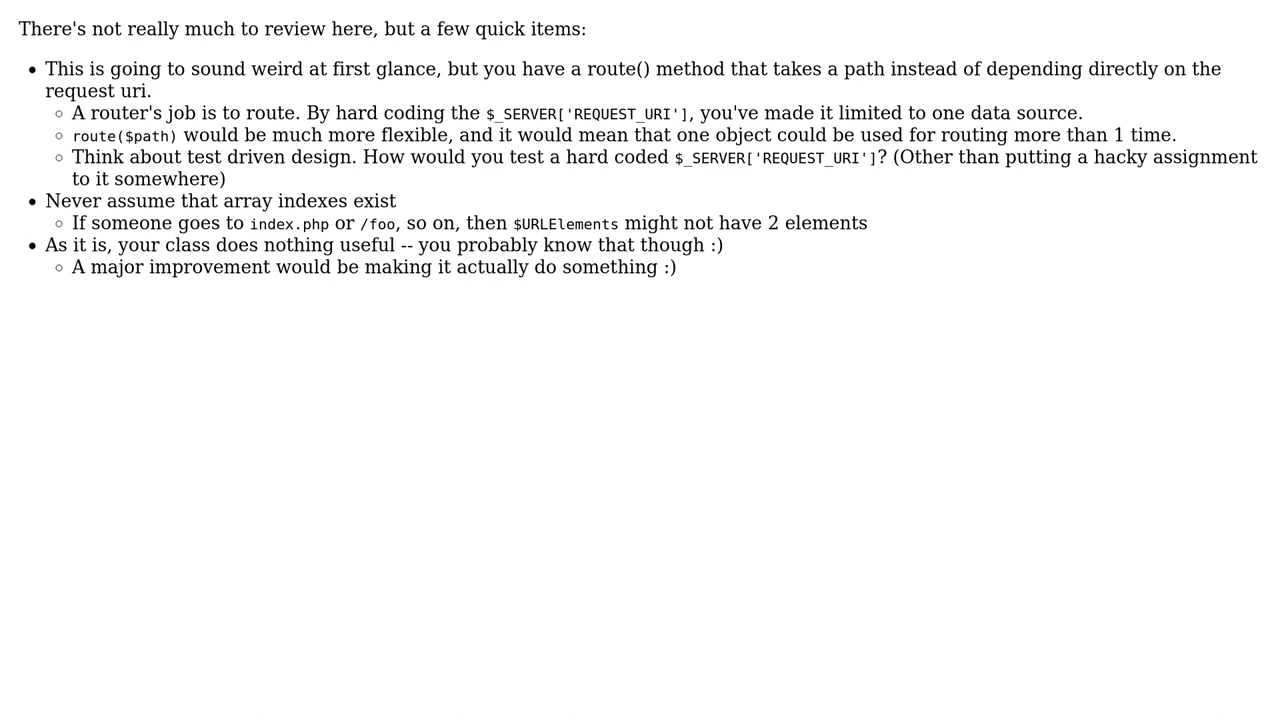 There's not really much to review here, but a few quick items:
• This is going to sound weird at first glance, but you have a route() method that takes a path instead of depending directly on the
request uri.
◦ A router's job is to route. By hard coding the $_SERVER['REQUEST_URI'], you've made it limited to one data source.
◦ route($path) would be much more flexible, and it would mean that one object could be used for routing more than 1 time.
◦ Think about test driven design. How would you test a hard coded $_SERVER['REQUEST_URI']? (Other than putting a hacky assignment
to it somewhere)
• Never assume that array indexes exist
◦ If someone goes to index.php or /foo, so on, then $URLElements might not have 2 elements
• As it is, your class does nothing useful -- you probably know that though :)
◦ A major improvement would be making it actually do something :)